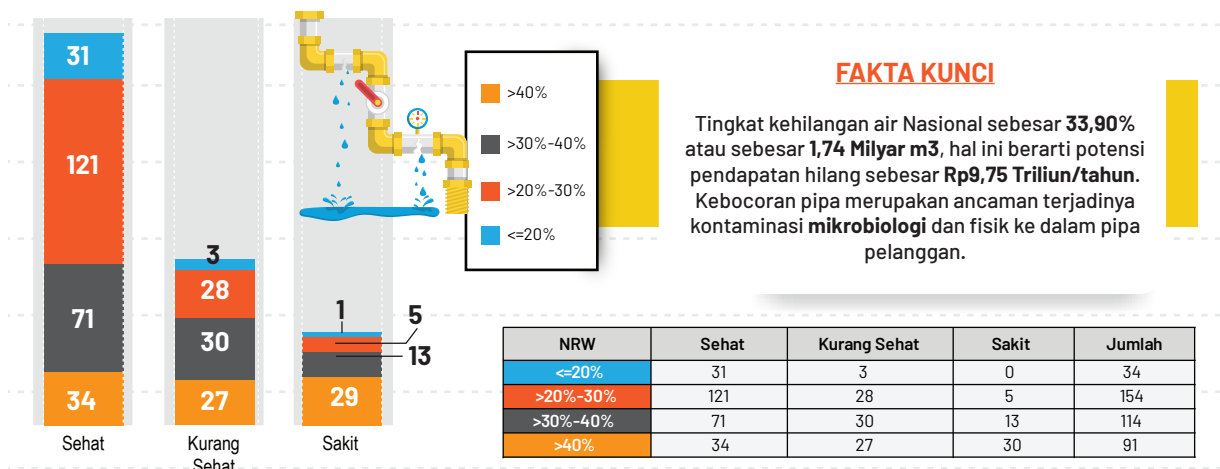 31
121
71
34
Sehat
3
28
30
27
Kurang
Sehat
1
5
13
29
Sakit
>40%
>30%-40%
>20%-30%
<=20%
FAKTA KUNCI
Tingkat kehilangan air Nasional sebesar 33,90%
atau sebesar 1,74 Milyar m3, hal ini berarti potensi
pendapatan hilang sebesar Rp9,75 Triliun/tahun.
Kebocoran pipa merupakan ancaman terjadinya
kontaminasi mikrobiologi dan fisik ke dalam pipa
pelanggan.
NRW Sehat Kurang Sehat Sakit Jumlah
<=20% 31 3 0 34
>20%-30% 121 28 5 154
>30%-40% 71 30 13 114
>40% 34 27 30 91